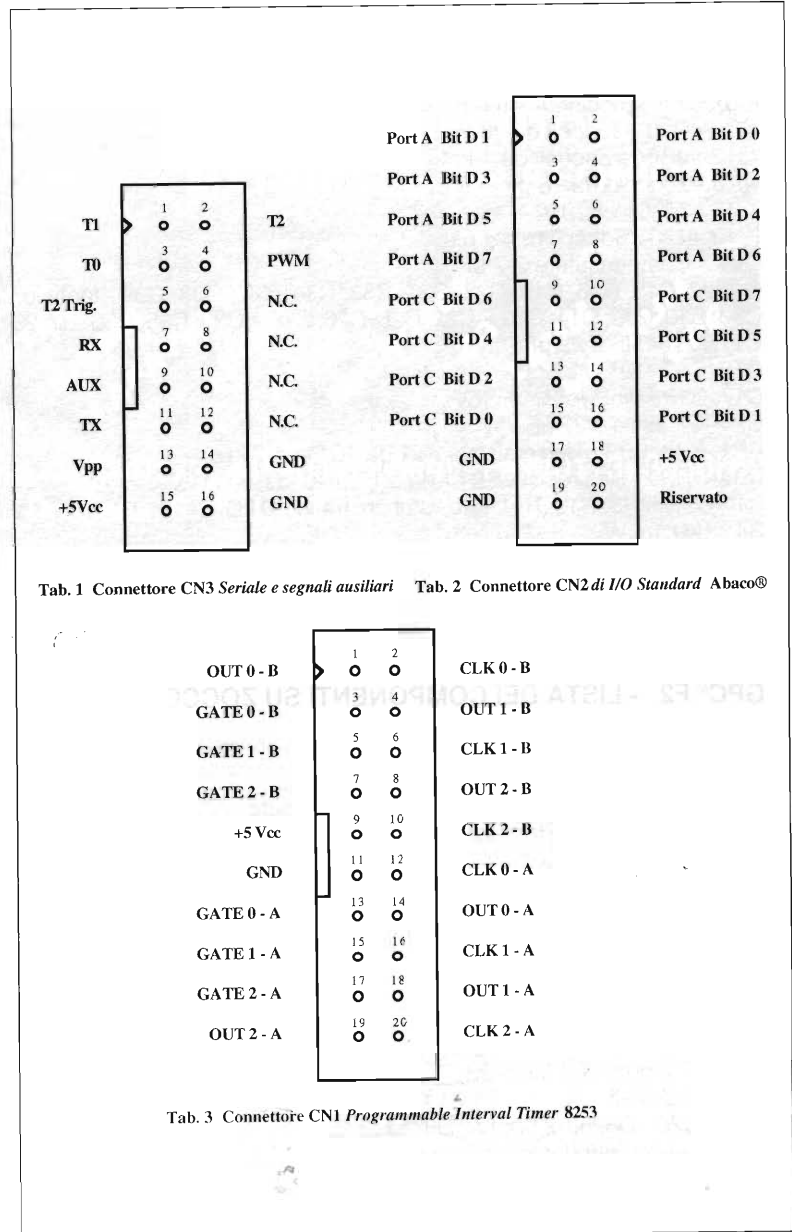 1 2
Port A Bit D 1 Port A Bit D 0
3 4
Port A Bit D 3 Port A Bit D 2
5 6
Port A Bit D 5 Port A Bit D 4
7 8
Port A Bit D 7 Port A Bit D 6
9 10
Port C Bit D 6 Port C Bit D 7
11 12
Port C Bit D 4 Port C Bit D 5
13 14
Port C Bit D 2 Port C Bit D 3
15 16
Port C Bit D 0 Port C Bit D 1
17 18
GND +5 Vcc
19 20
GND Riservato
1 2
T1 T2
3 4
T0 PWM
5 6
T2 Trig. N.C.
7 8
RX N.C.
9 10
AUX N.C.
11 12
TX N.C.
13 14
Vpp GND
15 16
+5Vcc GND
Tab. 1 Connettore CN3 Seriale e segnali ausiliari
Tab. 2 Connettore CN2 di I/O Standard Abaco®
1 2
OUT 0 - B CLK 0 - B
3 4
GATE 0 - B OUT 1 - B
5 6
GATE 1 - B CLK 1 - B
7 8
GATE 2 - B OUT 2 - B
9 10
+5 Vcc CLK 2 - B
11 12
GND CLK 0 - A
13 14
GATE 0 - A OUT 0 - A
15 16
GATE 1 - A CLK 1 - A
17 18
GATE 2 - A OUT 1 - A
19 20
OUT 2 - A CLK 2 - A
Tab. 3 Connettore CN1 Programmable Interval Timer 8253
GPC® F2 - LISTA DEI COMPONENTI SU ZOCCO